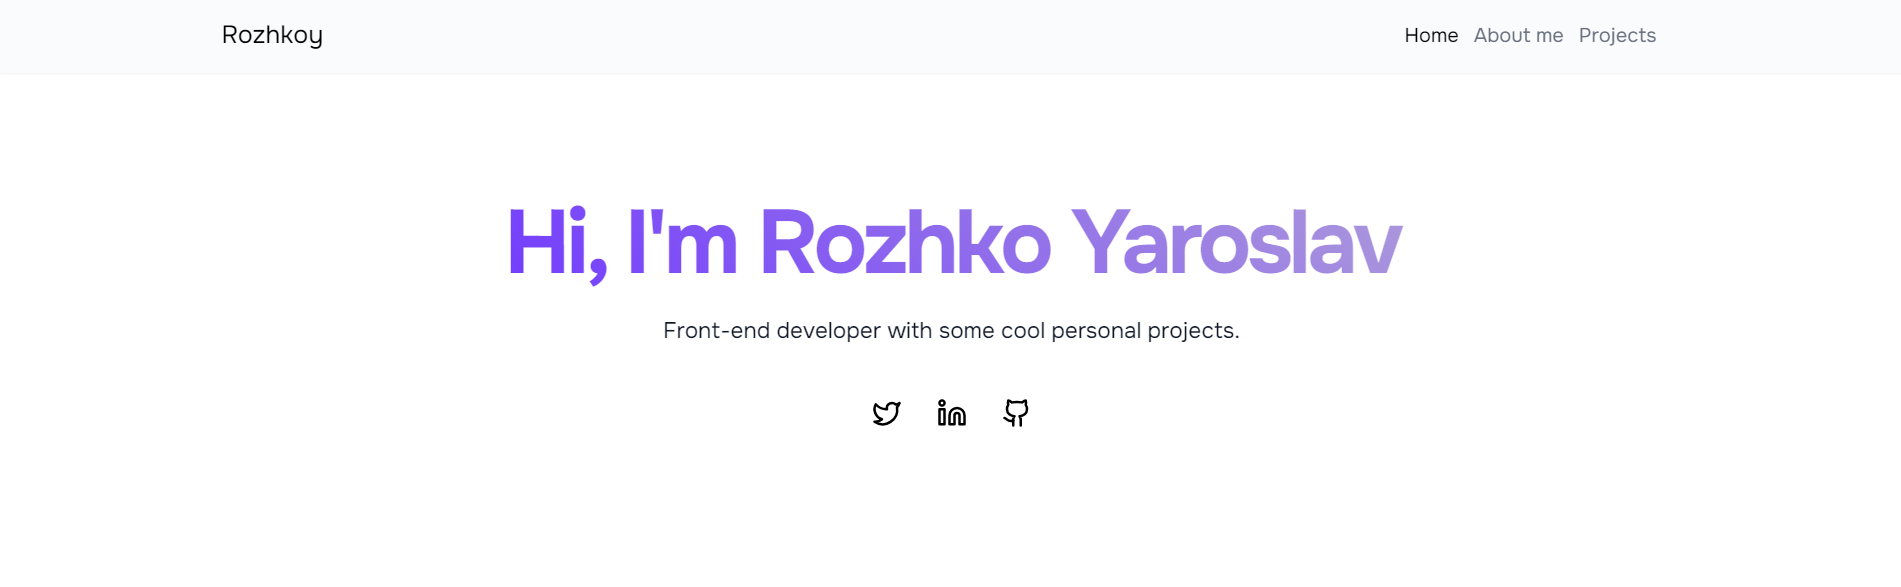 Rozhkoy
Home About me Projects
Hi, I'm Rozhko Yaroslav
Front-end developer with some cool personal projects.